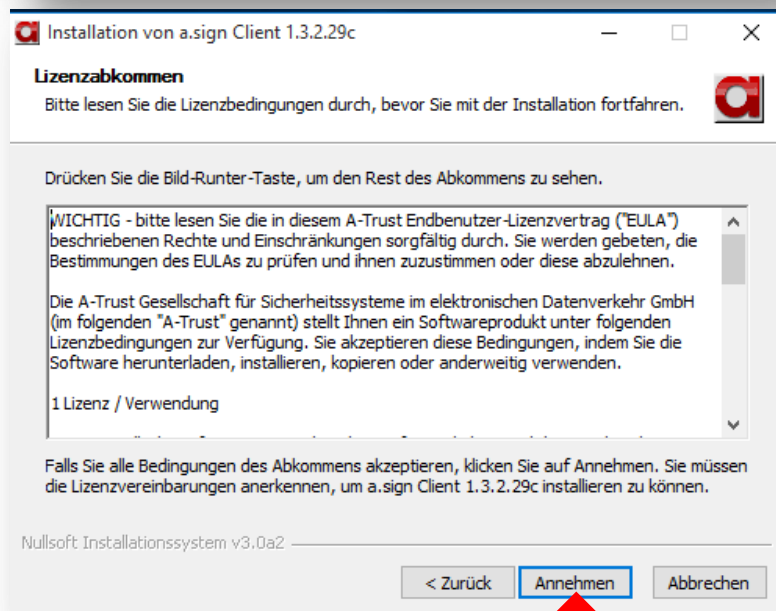 Installation von a.sign Client 1.3.2.29c
Lizenzabkommen
Bitte lesen Sie die Lizenzbedingungen durch, bevor Sie mit der Installation fortfahren.
Drücken Sie die Bild-Runter-Taste, um den Rest des Abkommens zu sehen.
WICHTIG - bitte lesen Sie die in diesem A-Trust Endbenutzer-Lizenzvertrag ("EULA")
beschriebenen Rechte und Einschränkungen sorgfältig durch. Sie werden gebeten, die
Bestimmungen des EULAs zu prüfen und ihnen zuzustimmen oder diese abzulehnen.
Die A-Trust Gesellschaft für Sicherheitssysteme im elektronischen Datenverkehr GmbH
(im folgenden "A-Trust" genannt) stellt Ihnen ein Softwareprodukt unter folgenden
Lizenzbedingungen zur Verfügung. Sie akzeptieren diese Bedingungen, indem Sie die
Software herunterladen, installieren, kopieren oder anderweitig verwenden.
1 Lizenz / Verwendung
Falls Sie alle Bedingungen des Abkommens akzeptieren, klicken Sie auf Annehmen. Sie müssen
die Lizenzvereinbarungen anerkennen, um a.sign Client 1.3.2.29c installieren zu können.
Nullsoft Installationssystem v3.0a2
< Zurück Annehmen Abbrechen